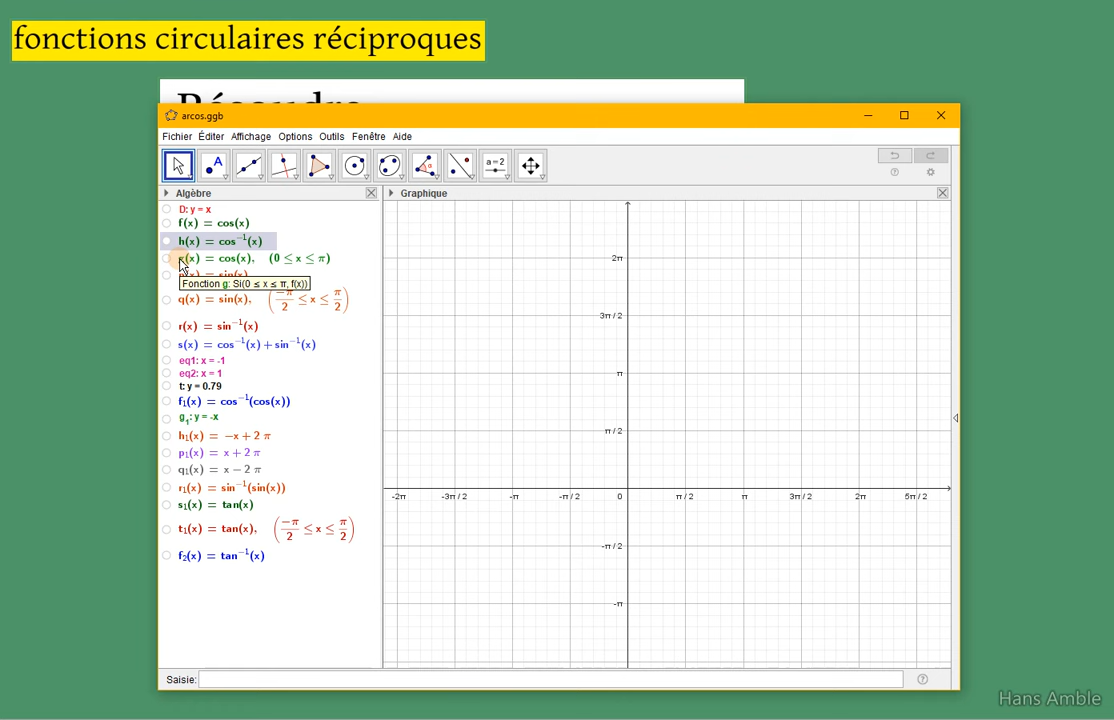 fonctions circulaires réciproques
Résoudre
arcos.ggb
Fichier Éditer Affichage Options Outils Fenêtre Aide
A α a=2
Algèbre
Graphique
D: y = x
f(x) = cos(x)
h(x) = cos⁻¹(x)
g(x) = cos(x), (0 ≤ x ≤ π)
Fonction g: Si(0 ≤ x ≤ π, f(x))
q(x) = sin(x), (-π/2 ≤ x ≤ π/2)
r(x) = sin⁻¹(x)
s(x) = cos⁻¹(x) + sin⁻¹(x)
eq1: x = -1
eq2: x = 1
t: y = 0.79
f₁(x) = cos⁻¹(cos(x))
g₁: y = -x
h₁(x) = −x + 2 π
p₁(x) = x + 2 π
q₁(x) = x − 2 π
r₁(x) = sin⁻¹(sin(x))
s₁(x) = tan(x)
t₁(x) = tan(x), (-π/2 ≤ x ≤ π/2)
f₂(x) = tan⁻¹(x)
2π
3π / 2
π
π / 2
-2π -3π / 2 -π -π / 2 0 π / 2 π 3π / 2 2π 5π / 2
-π / 2
-π
Saisie:
Hans Amble